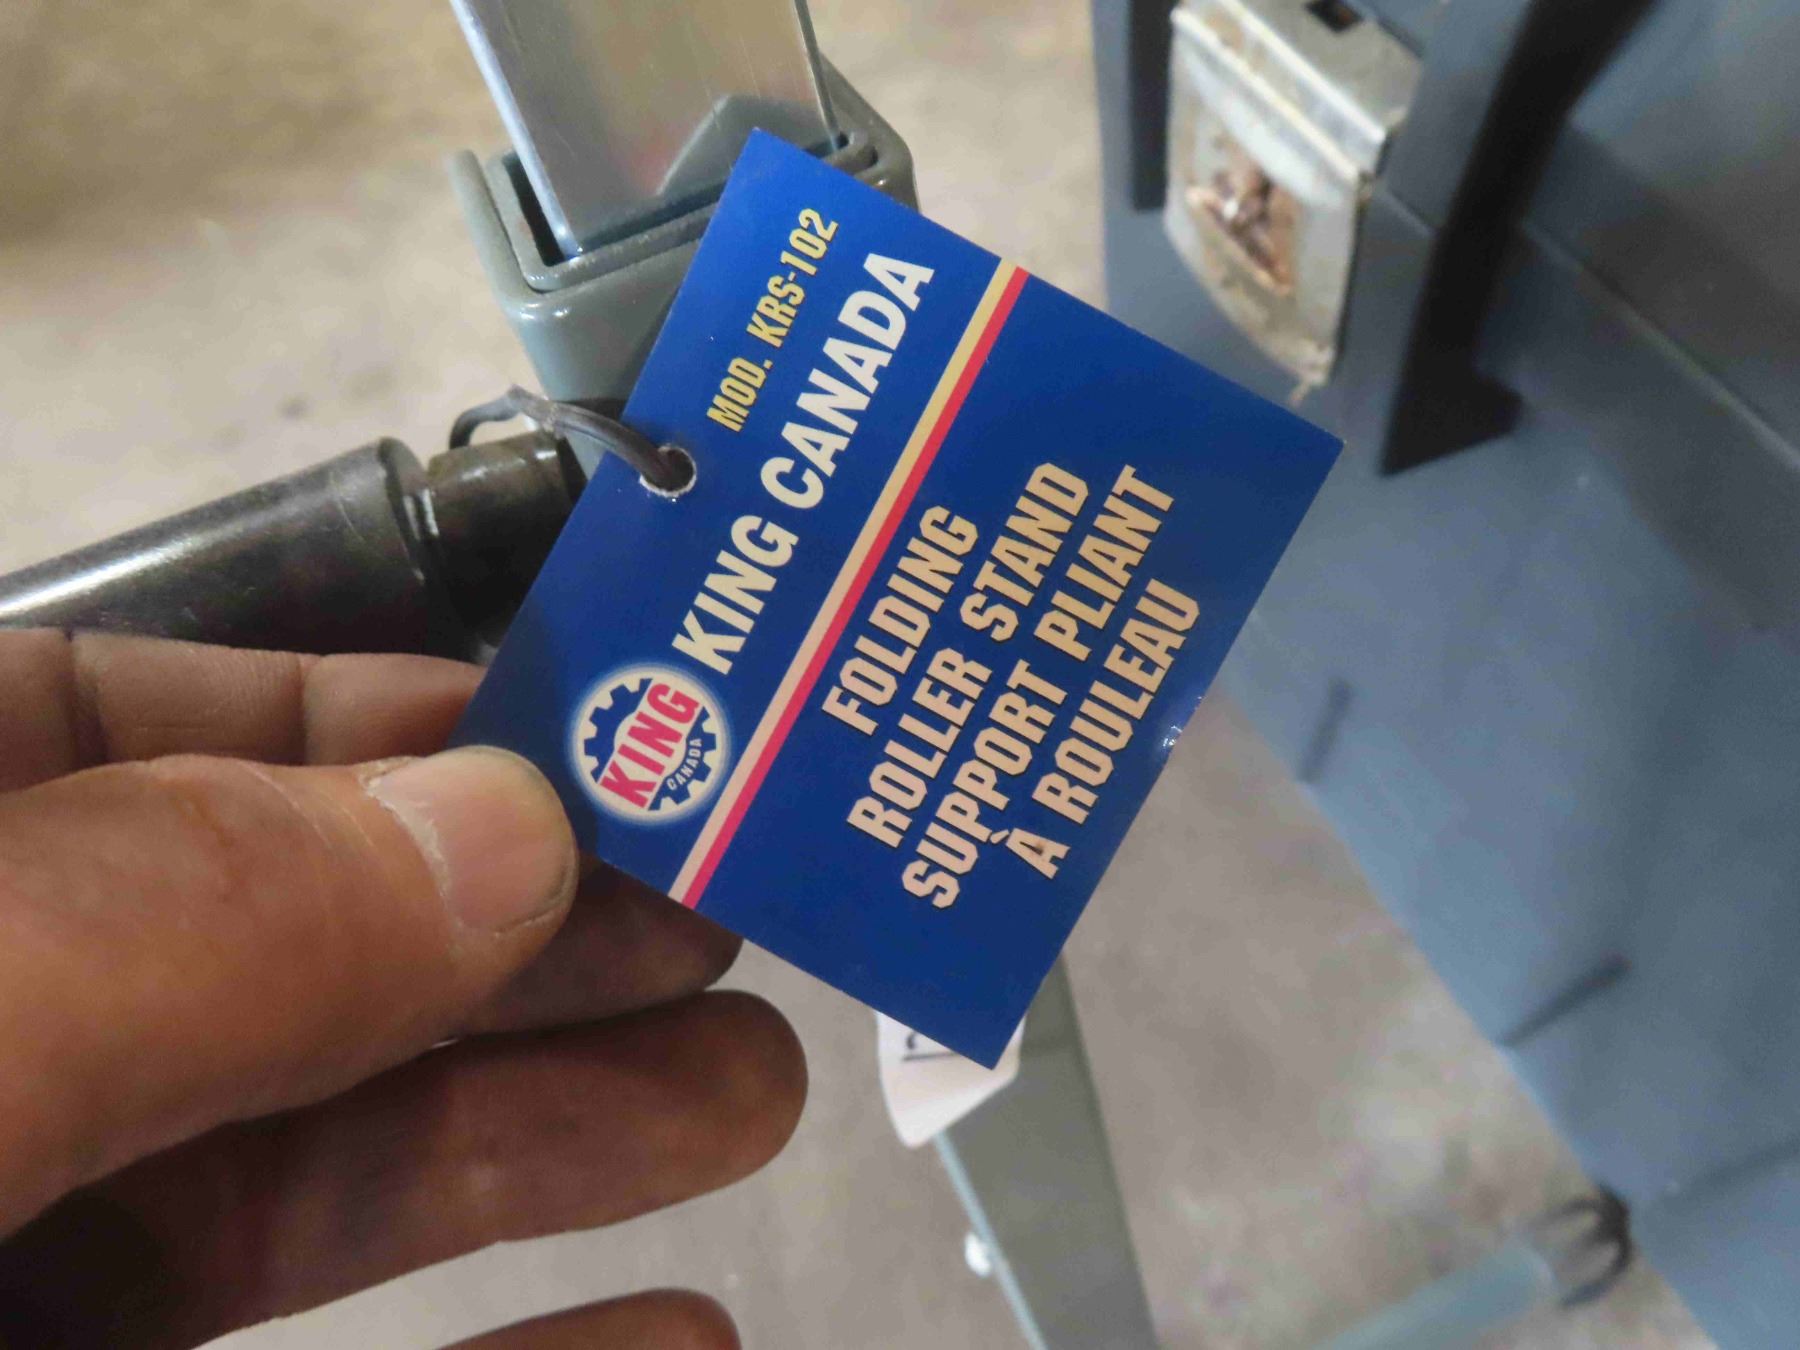 MOD. KRS-102
KING CANADA
KING
CANADA
FOLDING
ROLLER STAND
SUPPORT PLIANT
À ROULEAU